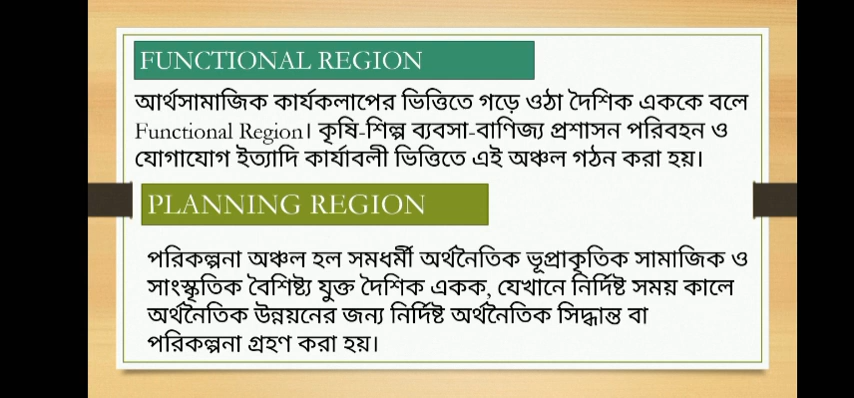 FUNCTIONAL REGION
আর্থসামাজিক কার্যকলাপের ভিত্তিতে গড়ে ওঠা দৈশিক একককে বলে
Functional Region। কৃষি-শিল্প ব্যবসা-বাণিজ্য প্রশাসন পরিবহন ও
যোগাযোগ ইত্যাদি কার্যাবলী ভিত্তিতে এই অঞ্চল গঠন করা হয়।
PLANNING REGION
পরিকল্পনা অঞ্চল হল সমধর্মী অর্থনৈতিক ভূপ্রাকৃতিক সামাজিক ও
সাংস্কৃতিক বৈশিষ্ট্য যুক্ত দৈশিক একক, যেখানে নির্দিষ্ট সময় কালে
অর্থনৈতিক উন্নয়নের জন্য নির্দিষ্ট অর্থনৈতিক সিদ্ধান্ত বা
পরিকল্পনা গ্রহণ করা হয়।